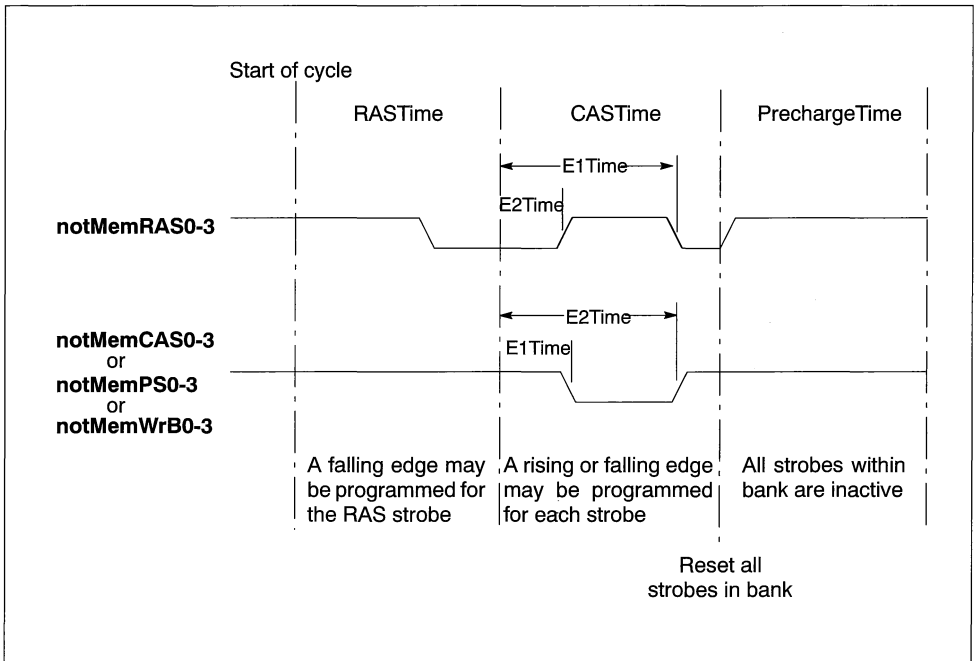 Start of cycle
RASTime
CASTime
PrechargeTime
E1Time
E2Time
notMemRAS0-3
E2Time
notMemCAS0-3
E1Time
or
notMemPS0-3
or
notMemWrB0-3
A falling edge may
be programmed for
the RAS strobe
A rising or falling edge
may be programmed
for each strobe
All strobes within
bank are inactive
Reset all
strobes in bank